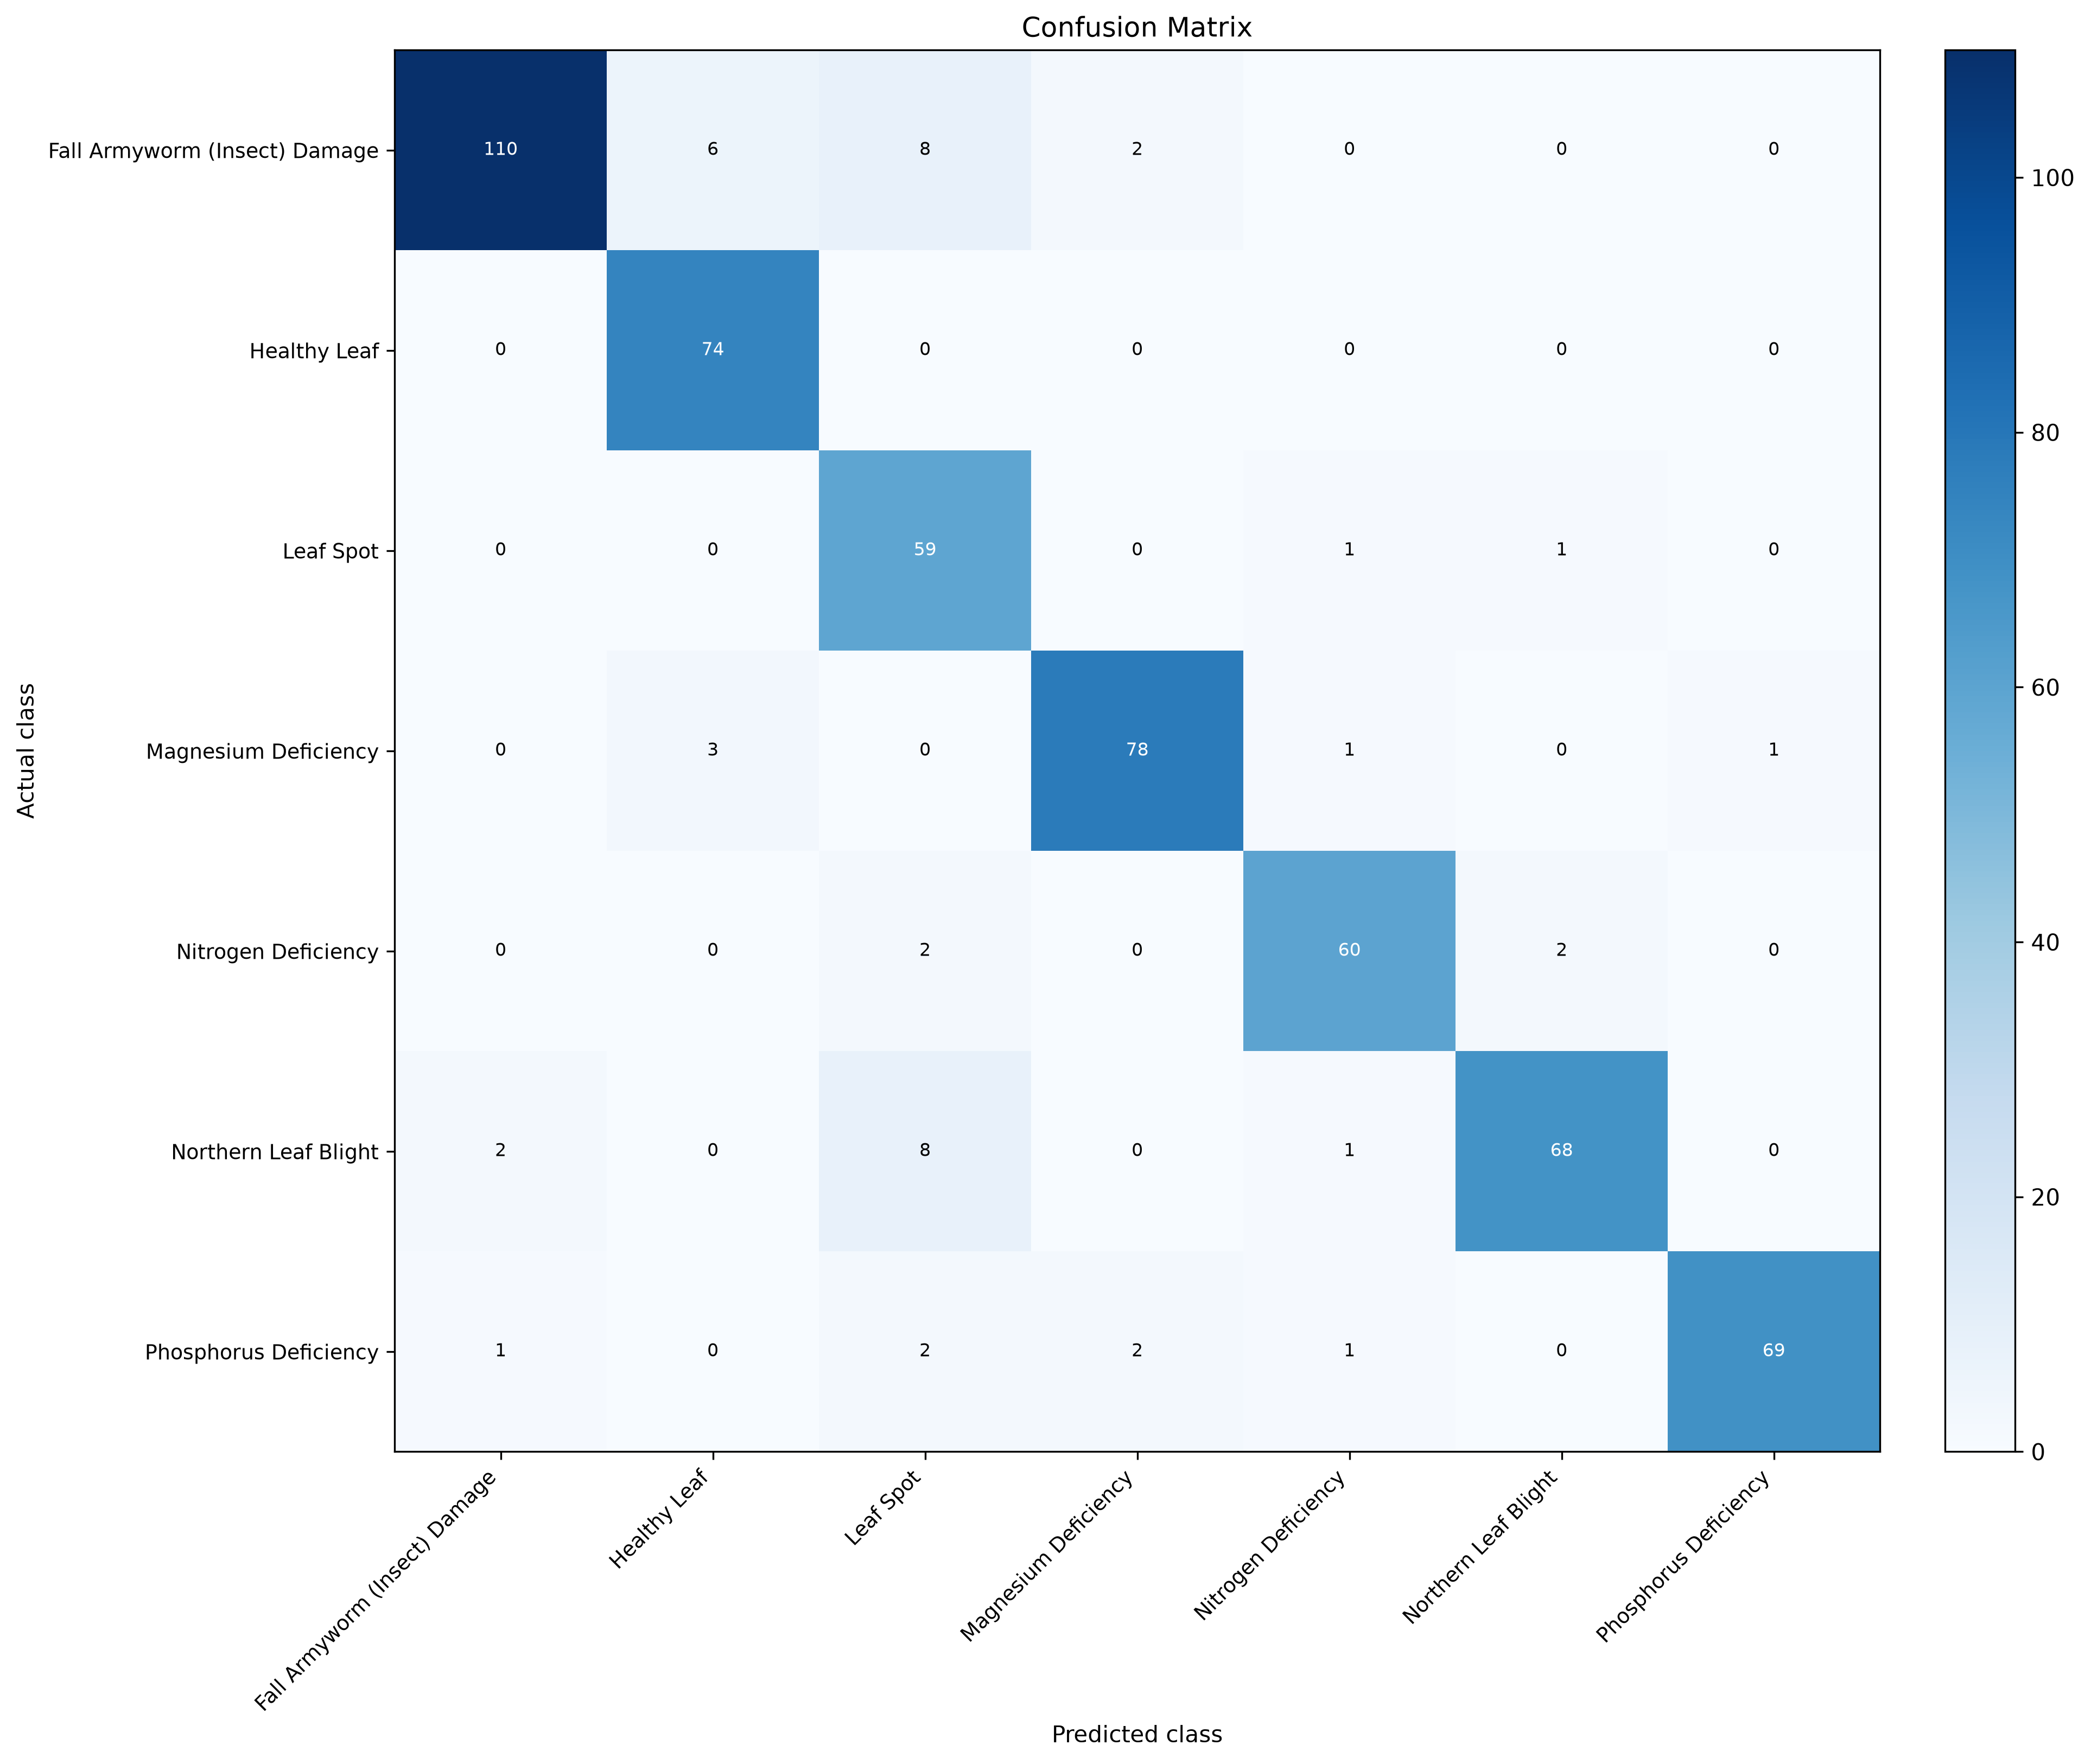 Confusion Matrix
Fall Armyworm (Insect) Damage 110 6 8 2 0 0 0
Healthy Leaf 0 74 0 0 0 0 0
Leaf Spot 0 0 59 0 1 1 0
Magnesium Deficiency 0 3 0 78 1 0 1
Nitrogen Deficiency 0 0 2 0 60 2 0
Northern Leaf Blight 2 0 8 0 1 68 0
Phosphorus Deficiency 1 0 2 2 1 0 69
Actual class
Fall Armyworm (Insect) Damage
Healthy Leaf
Leaf Spot
Magnesium Deficiency
Nitrogen Deficiency
Northern Leaf Blight
Phosphorus Deficiency
Predicted class
100
80
60
40
20
0